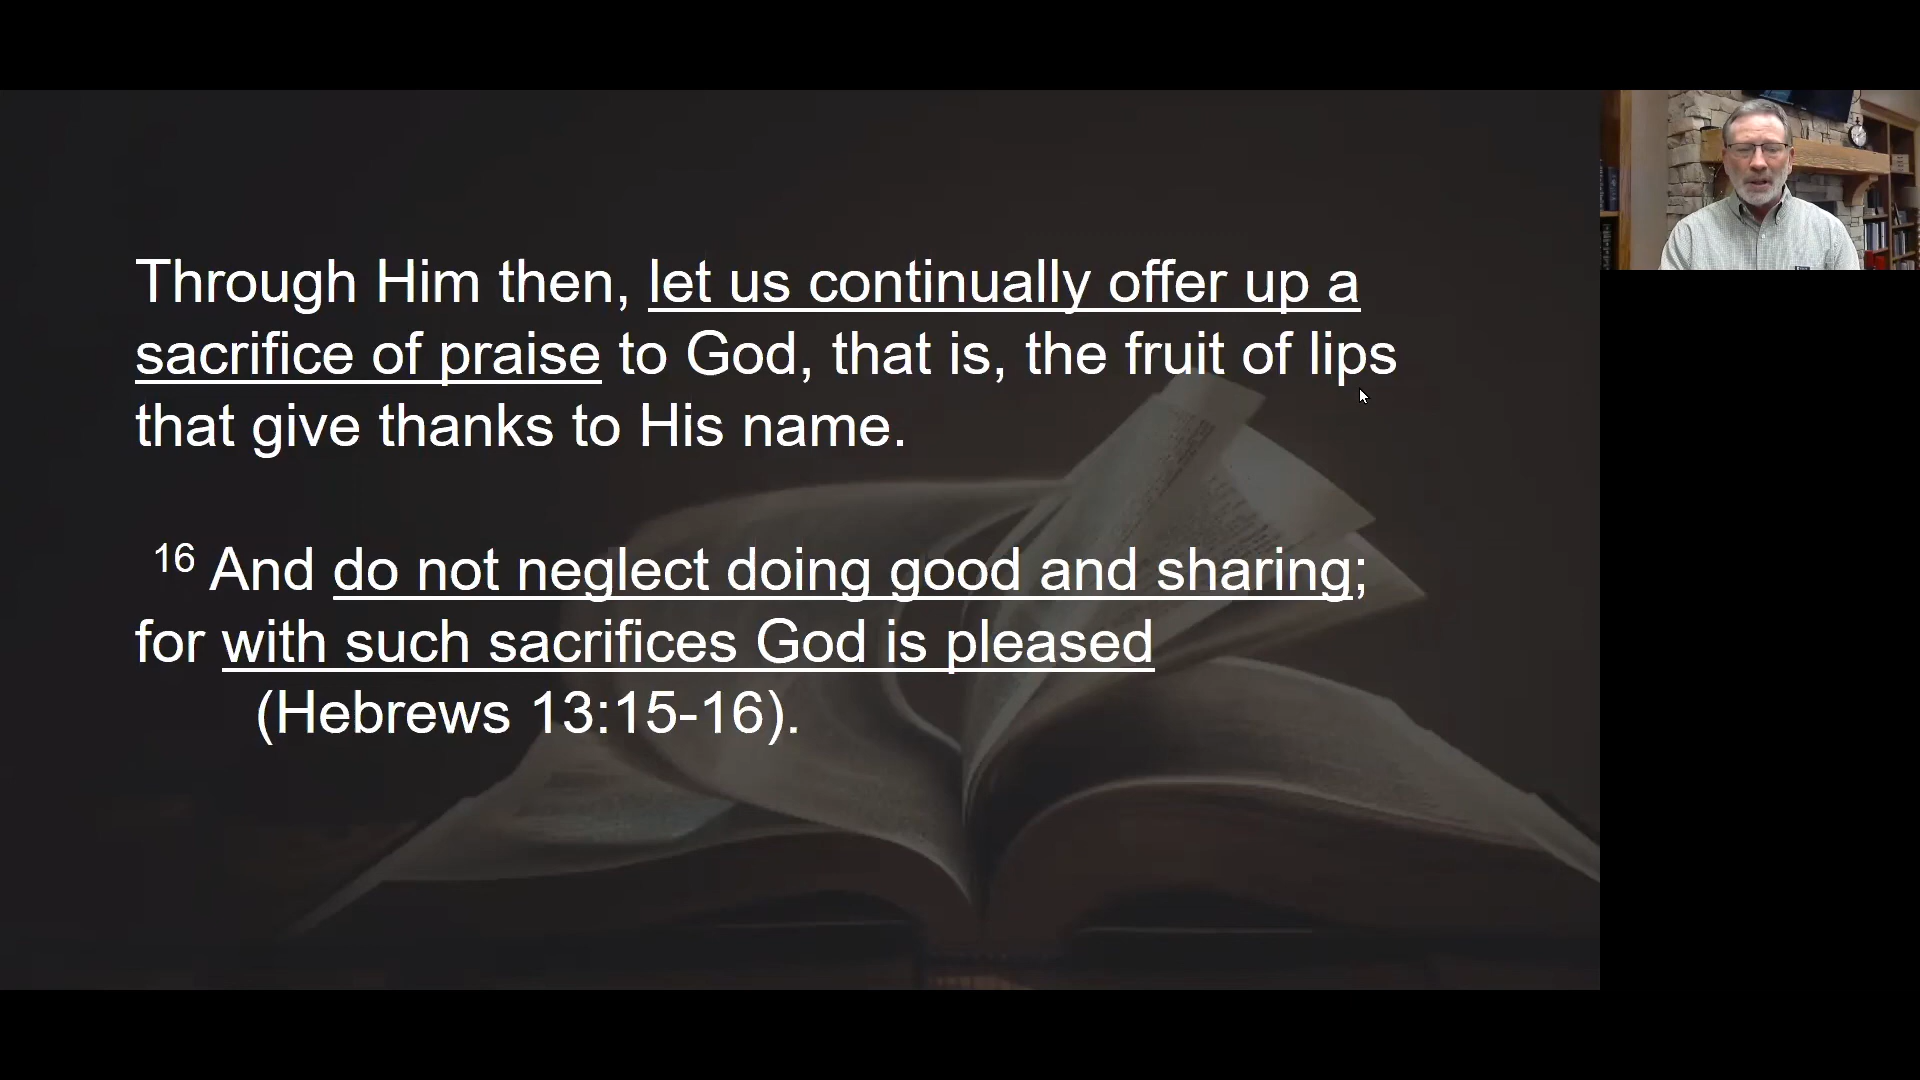 Through Him then, let us continually offer up a
sacrifice of praise to God, that is, the fruit of lips
that give thanks to His name.
16 And do not neglect doing good and sharing;
for with such sacrifices God is pleased
(Hebrews 13:15-16).